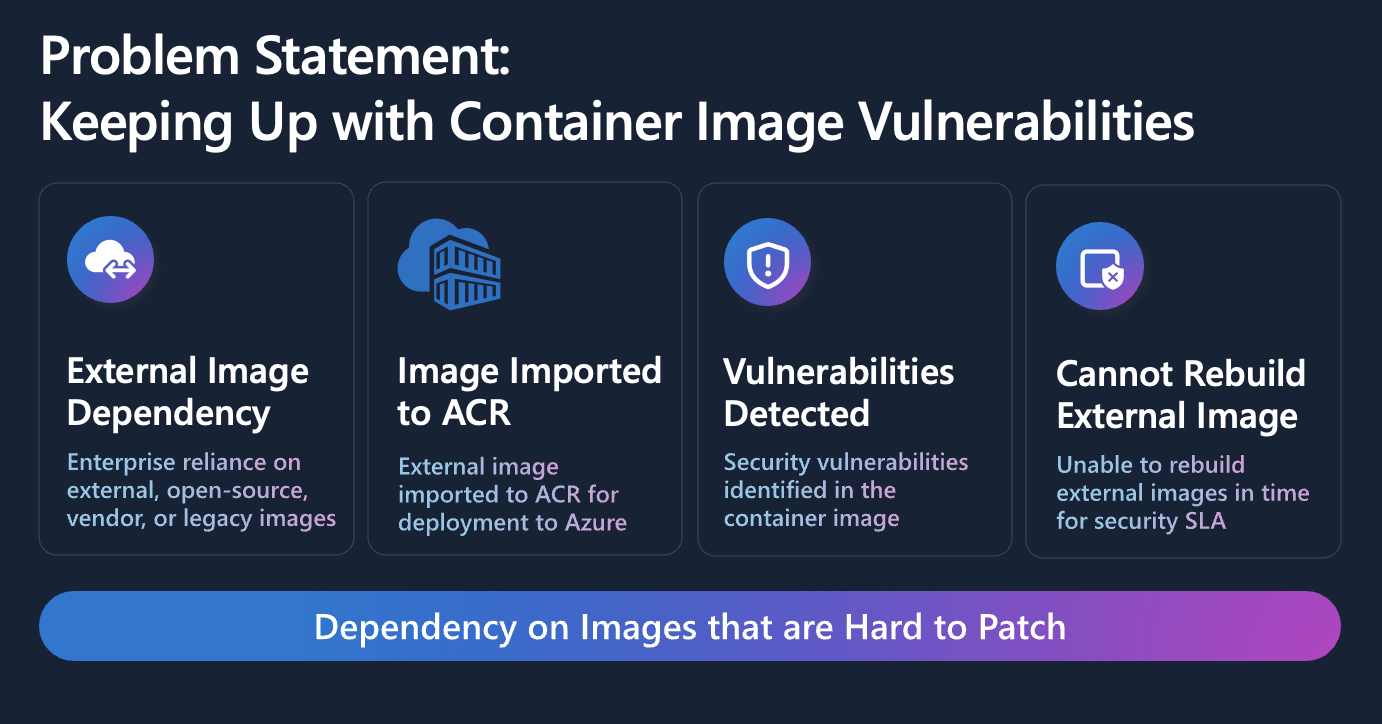 Problem Statement:
Keeping Up with Container Image Vulnerabilities
External Image
Dependency
Enterprise reliance on
external, open-source,
vendor, or legacy images
Image Imported
to ACR
External image
imported to ACR for
deployment to Azure
Vulnerabilities
Detected
Security vulnerabilities
identified in the
container image
Cannot Rebuild
External Image
Unable to rebuild
external images in time
for security SLA
Dependency on Images that are Hard to Patch